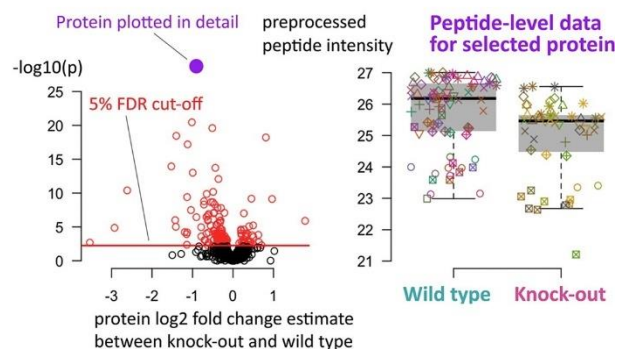 Protein plotted in detail
preprocessed
peptide intensity
Peptide-level data
for selected protein
-log10(p)
25
20
15
10
5
0
5% FDR cut-off
-3 -2 -1 0 1
protein log2 fold change estimate
between knock-out and wild type
27
26
25
24
23
22
21
Wild type Knock-out